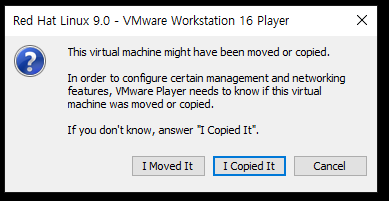 Red Hat Linux 9.0 - VMware Workstation 16 Player
This virtual machine might have been moved or copied.
In order to configure certain management and networking
features, VMware Player needs to know if this virtual
machine was moved or copied.
If you don't know, answer "I Copied It".
I Moved It
I Copied It
Cancel